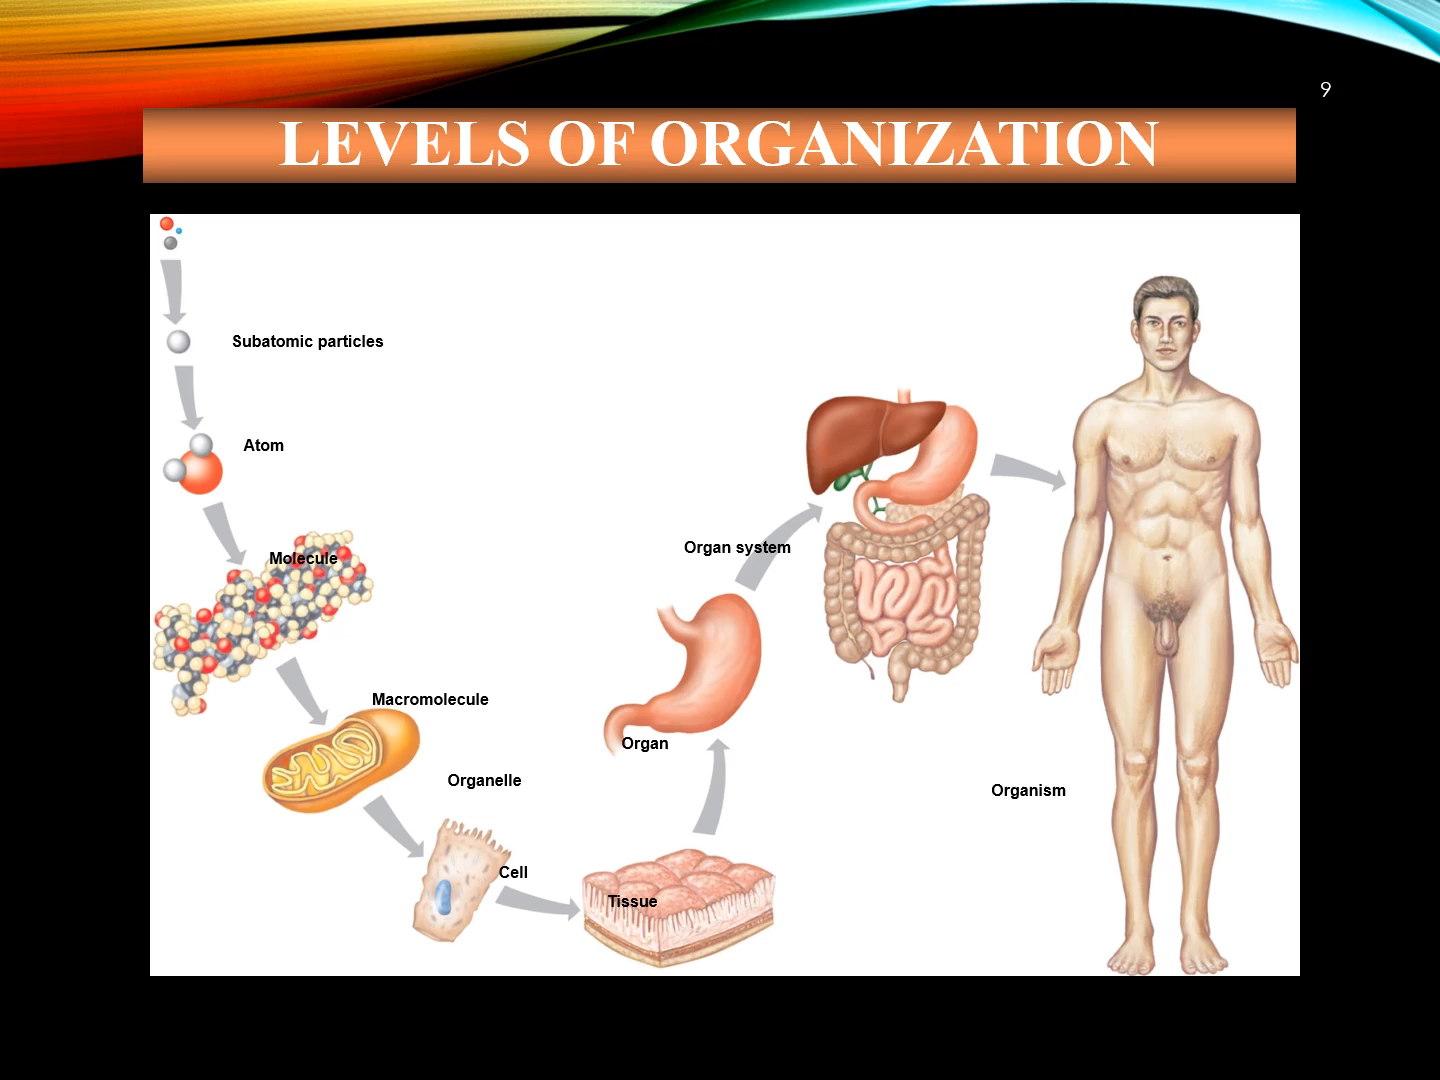 9
LEVELS OF ORGANIZATION
Subatomic particles
Atom
Molecule
Macromolecule
Organelle
Cell
Tissue
Organ
Organ system
Organism